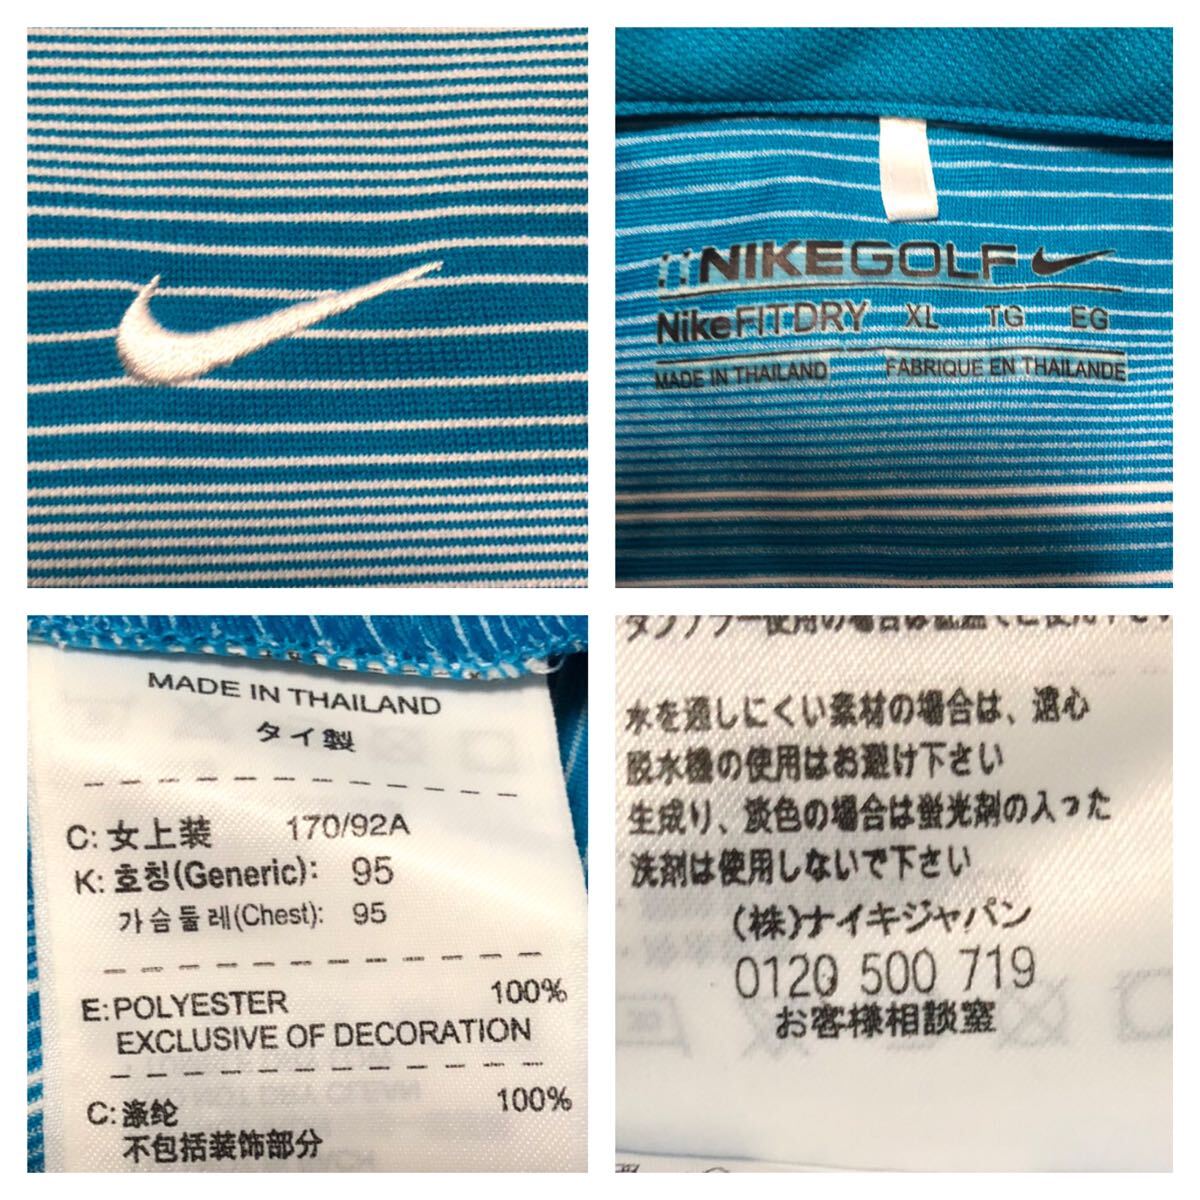 NIKEGOLF
NikeFITDRY XL TG EG
MADE IN THAILAND FABRIQUE EN THAILANDE
MADE IN THAILAND
タイ製
C: 女上装 170/92A
K: 호칭(Generic): 95
가슴둘레(Chest): 95
E: POLYESTER 100%
EXCLUSIVE OF DECORATION
C: 涤纶 100%
不包括装饰部分
水を通しにくい素材の場合は、遠心
脱水機の使用はお避け下さい
生成り、淡色の場合は蛍光剤の入った
洗剤は使用しないで下さい
(株)ナイキジャパン
0120 500 719
お客様相談室